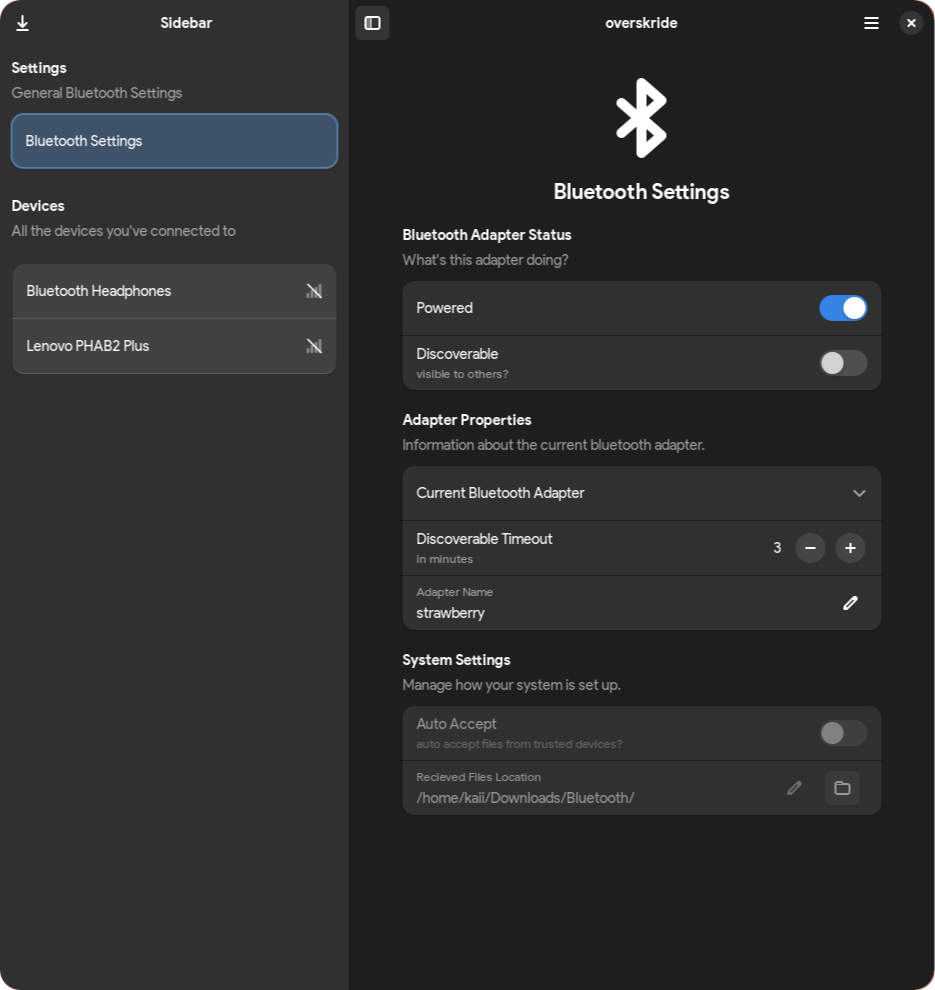 Sidebar
Settings
General Bluetooth Settings
Bluetooth Settings
Devices
All the devices you've connected to
Bluetooth Headphones
Lenovo PHAB2 Plus
overskride
Bluetooth Settings
Bluetooth Adapter Status
What's this adapter doing?
Powered
Discoverable
visible to others?
Adapter Properties
Information about the current bluetooth adapter.
Current Bluetooth Adapter
Discoverable Timeout
in minutes
3
Adapter Name
strawberry
System Settings
Manage how your system is set up.
Auto Accept
auto accept files from trusted devices?
Recieved Files Location
/home/kaii/Downloads/Bluetooth/